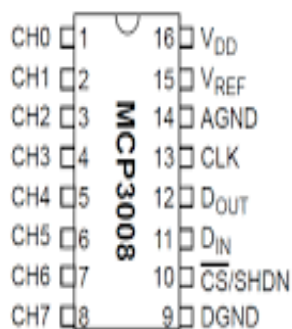 CH0 1 16 VDD
CH1 2 15 VREF
CH2 3 14 AGND
CH3 4 13 CLK
CH4 5 12 DOUT
CH5 6 11 DIN
CH6 7 10 CS/SHDN
CH7 8 9 DGND
MCP3008